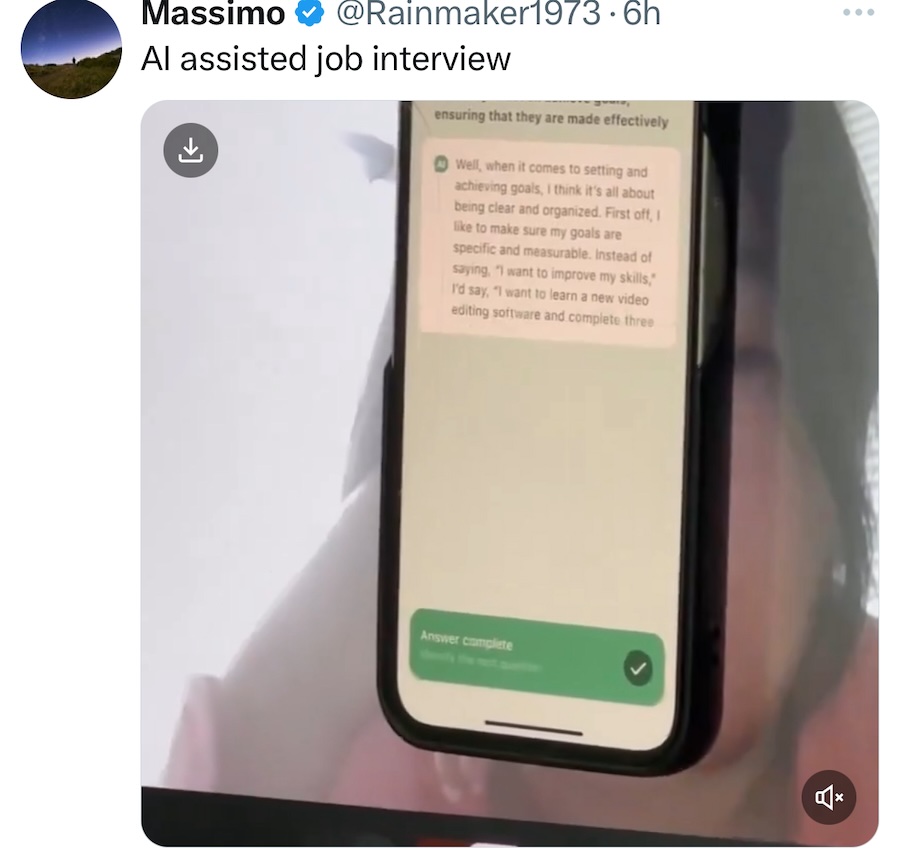 Massimo @Rainmaker1973 · 6h
AI assisted job interview
ensuring that they are made effectively
AI Well, when it comes to setting and
achieving goals, I think it's all about
being clear and organized. First off, I
like to make sure my goals are
specific and measurable. Instead of
saying, "I want to improve my skills,"
I'd say, "I want to learn a new video
editing software and complete three
Answer complete